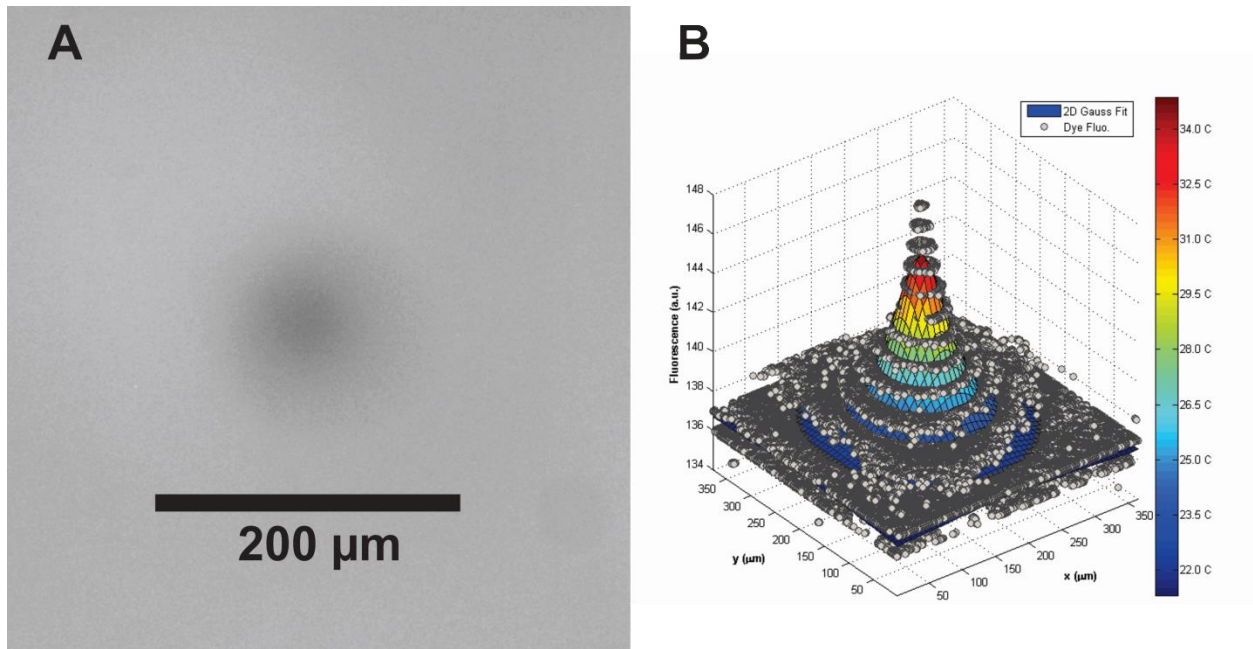 A
200 µm
B
2D Gauss Fit
Dye Fluo.
148
146
144
142
140
138
136
134
Fluorescence (a.u.)
350
300
250
200
150
100
50
y (µm)
50
100
150
200
250
300
350
x (µm)
34.0 C
32.5 C
31.0 C
29.5 C
28.0 C
26.5 C
25.0 C
23.5 C
22.0 C